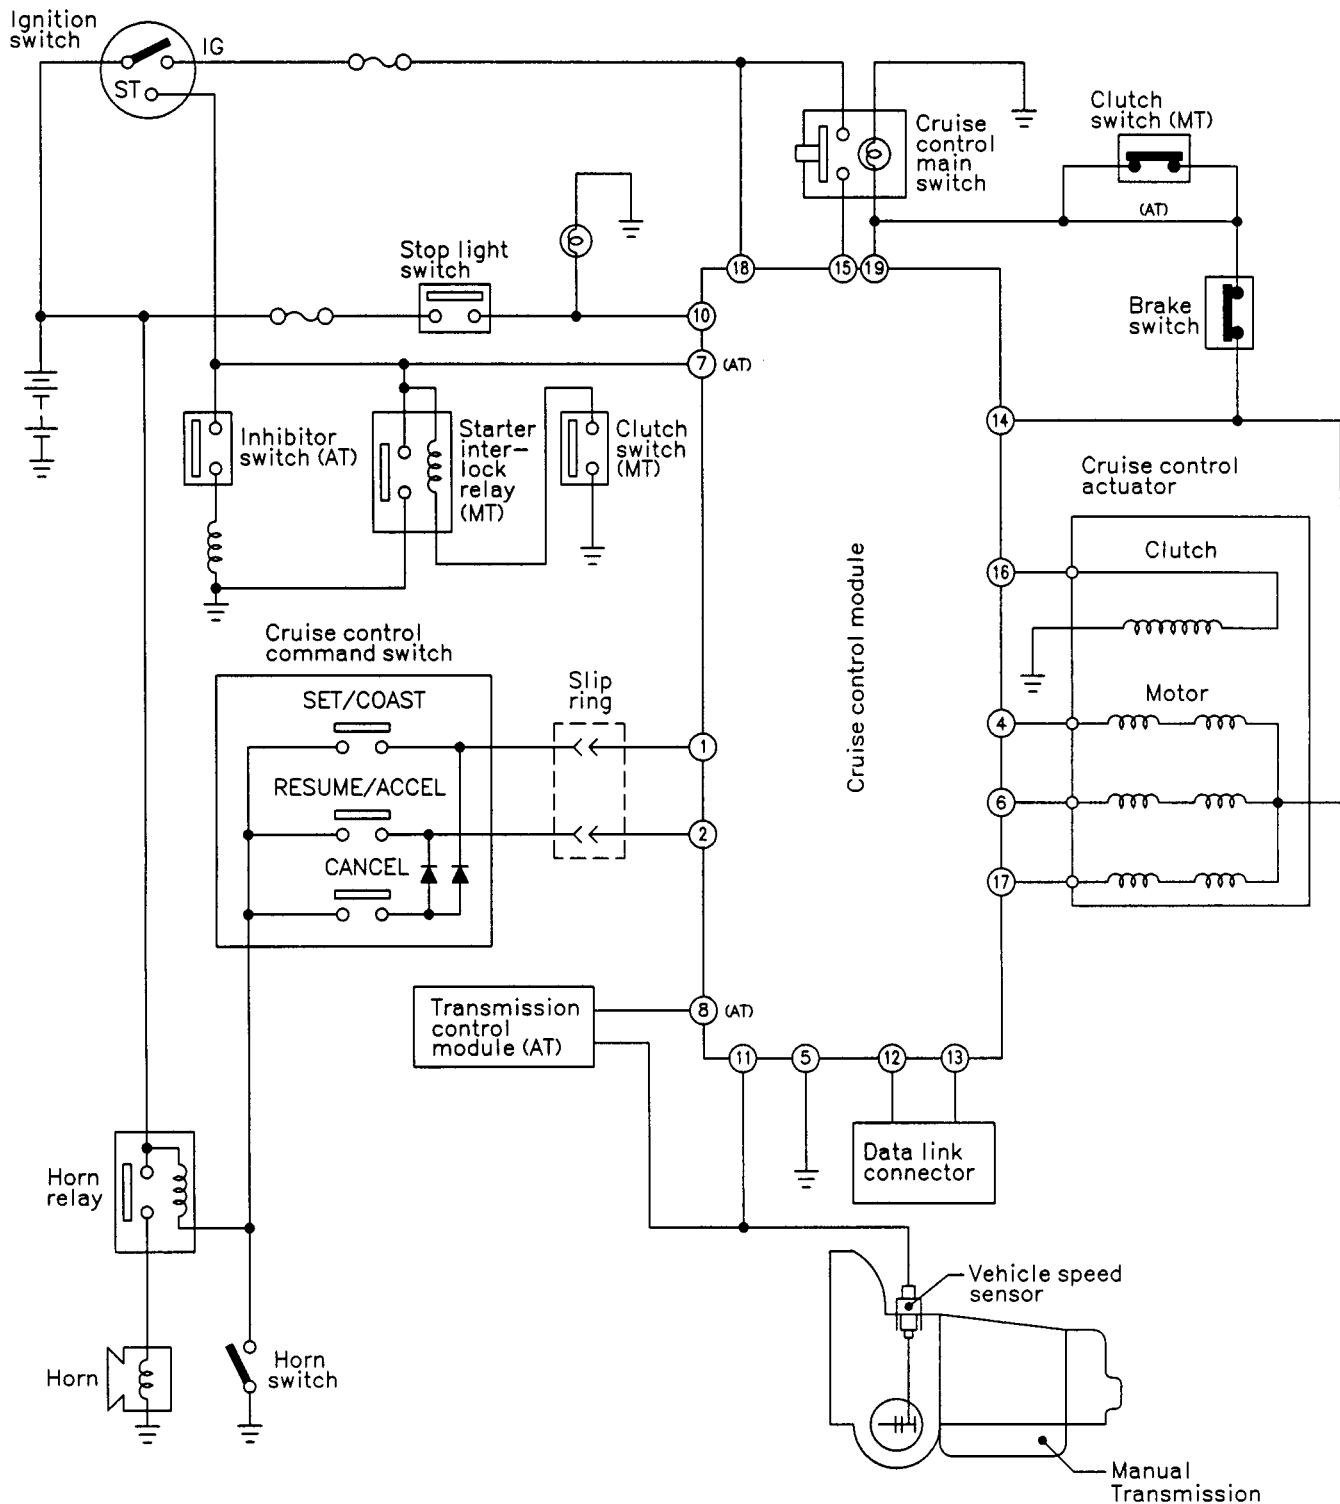 Ignition
switch
IG
ST
Clutch
switch (MT)
Cruise
control
main
switch
(AT)
Stop light
switch
18
15
19
Brake
switch
10
7
(AT)
14
Inhibitor
switch (AT)
Starter
inter-
lock
relay
(MT)
Clutch
switch
(MT)
Cruise control
actuator
Clutch
16
Cruise control module
Cruise control
command switch
SET/COAST
Slip
ring
Motor
4
1
RESUME/ACCEL
6
2
CANCEL
17
Transmission
control
module (AT)
8
(AT)
11
5
12
13
Data link
connector
Horn
relay
Vehicle speed
sensor
Horn
Horn
switch
Manual
Transmission